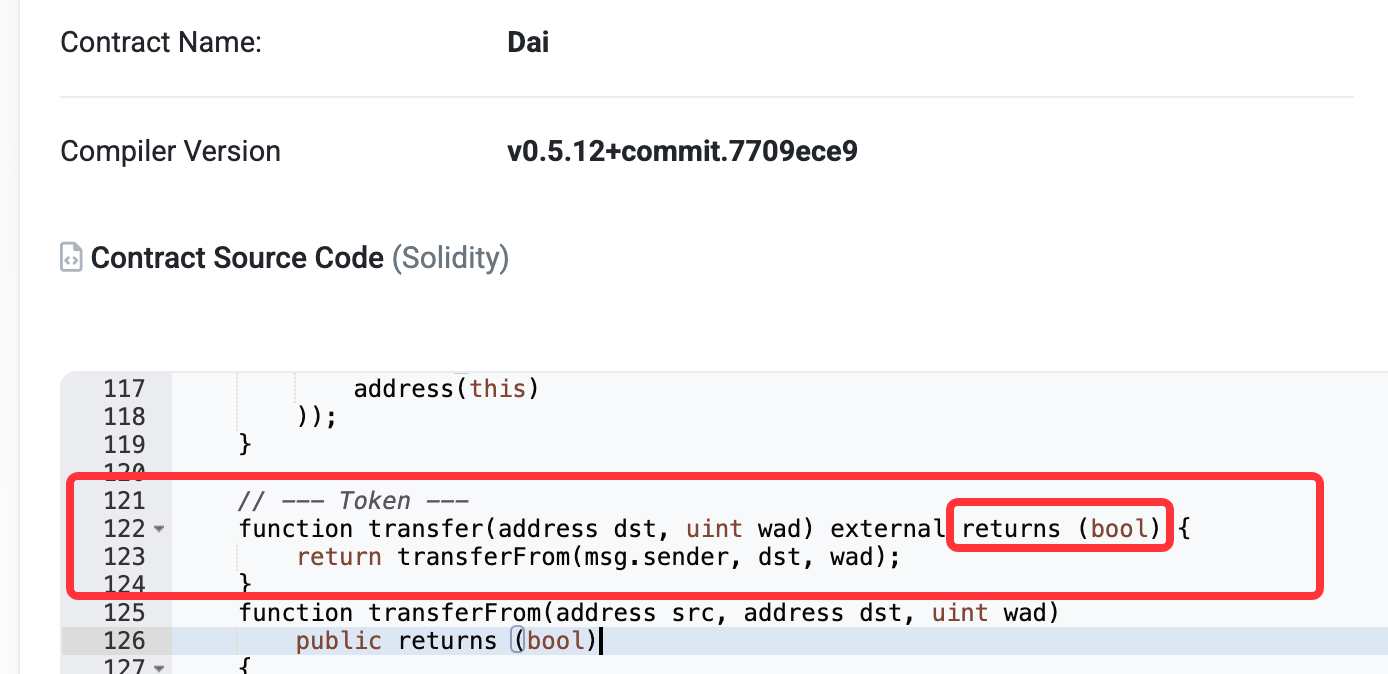 Contract Name: Dai
Compiler Version v0.5.12+commit.7709ece9
Contract Source Code (Solidity)
117 address(this)
118 ));
119 }
120
121 // --- Token ---
122 function transfer(address dst, uint wad) external returns (bool) {
123 return transferFrom(msg.sender, dst, wad);
124 }
125 function transferFrom(address src, address dst, uint wad)
126 public returns (bool)
127 {